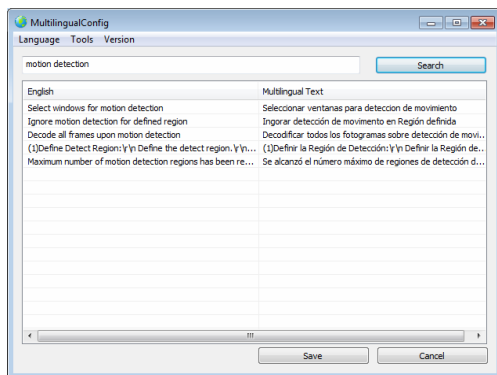 MultilingualConfig
Language Tools Version
motion detection Search
English Multilingual Text
Select windows for motion detection Seleccionar ventanas para deteccion de movimiento
Ignore motion detection for defined region Ingorar detección de movimento en Región definida
Decode all frames upon motion detection Decodificar todos los fotogramas sobre detección de movi...
(1)Define Detect Region:\r\n Define the detect region.\r\n... (1)Definir la Región de Detección:\r\n Definir la Región de...
Maximum number of motion detection regions has been re... Se alcanzó el número máximo de regiones de detección d...
Save Cancel